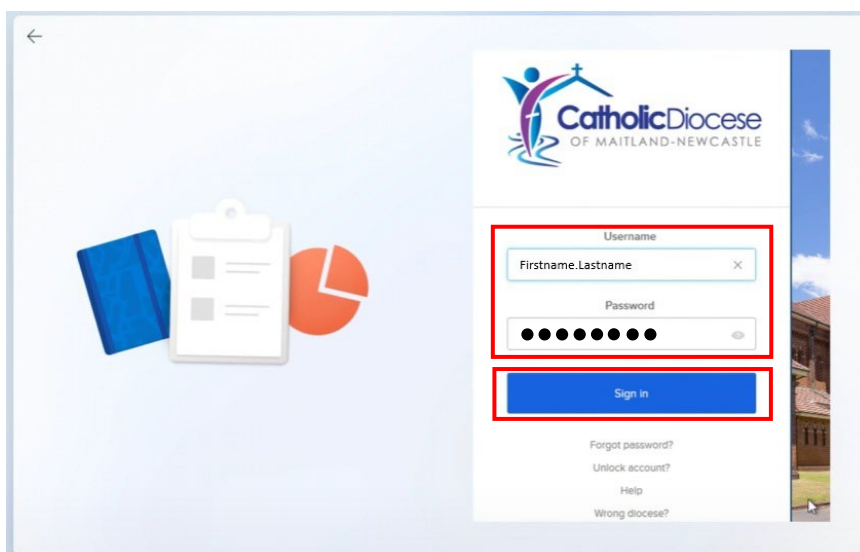 CatholicDiocese
OF MAITLAND-NEWCASTLE
Username
Firstname.Lastname
Password
Sign in
Forgot password?
Unlock account?
Help
Wrong diocese?